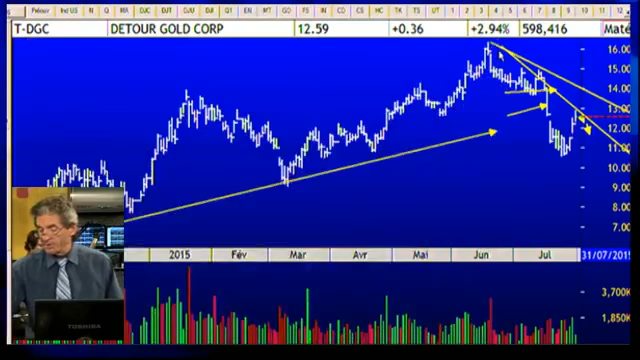 T-DGC DETOUR GOLD CORP 12.59 +0.36 +2.94% 598,416 Maté
16.00
15.00
14.00
13.00
12.00
11.00
10.00
9.00
8.00
7.00
2015 Fév Mar Avr Mai Jun Jul 31/07/2015
3,700K
1,850K
TOSHIBA